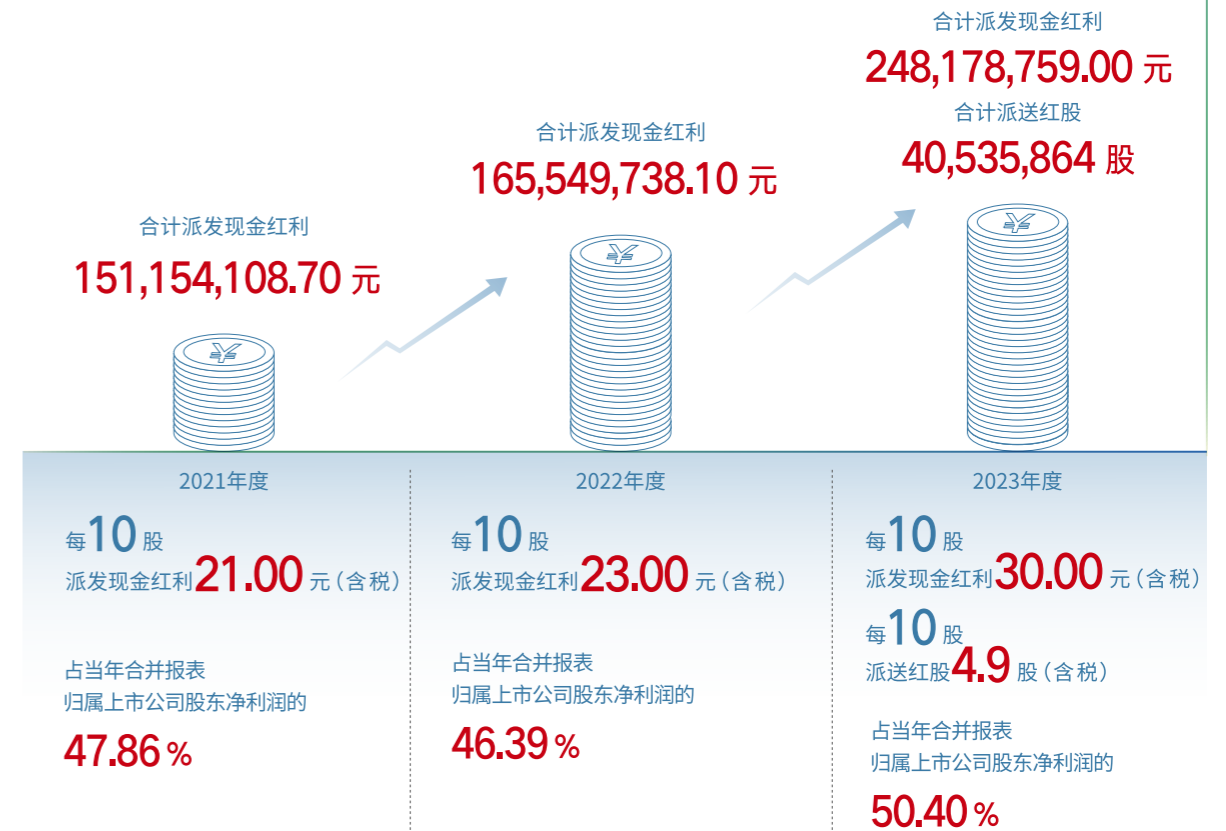 合计派发现金红利
151,154,108.70 元
合计派发现金红利
165,549,738.10 元
合计派发现金红利
248,178,759.00 元
合计派送红股
40,535,864 股
¥
¥
¥
2021年度
每10 股
派发现金红利21.00 元（含税）
占当年合并报表
归属上市公司股东净利润的
47.86 %
2022年度
每10 股
派发现金红利23.00 元（含税）
占当年合并报表
归属上市公司股东净利润的
46.39 %
2023年度
每10 股
派发现金红利30.00 元（含税）
每10 股
派送红股4.9 股（含税）
占当年合并报表
归属上市公司股东净利润的
50.40 %